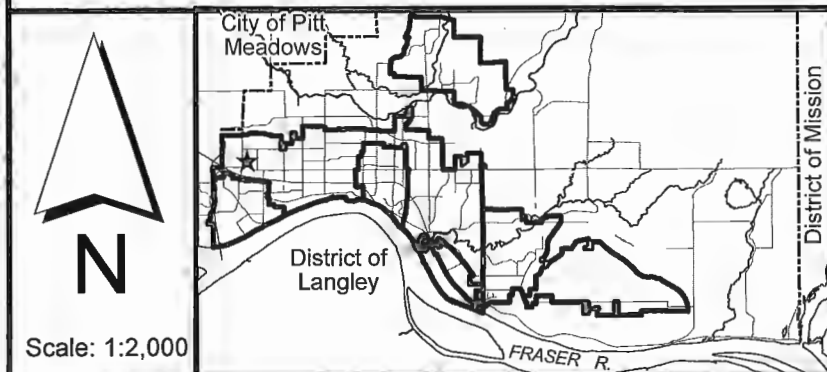 City of Pitt
Meadows
District of Mission
District of
Langley
N
Scale: 1:2,000
FRASER R.